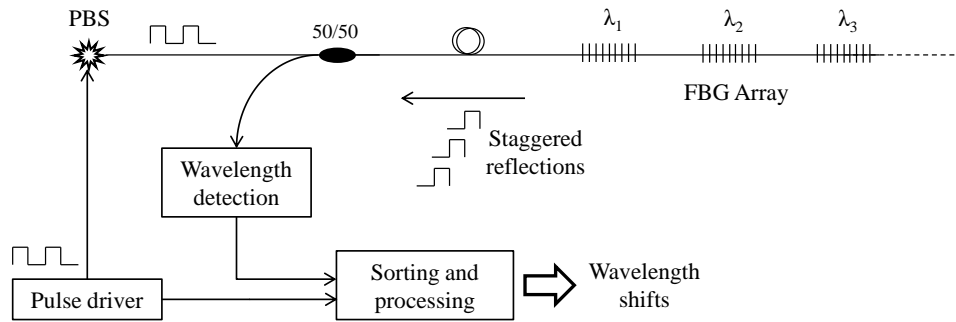 PBS
50/50
λ1
λ2
λ3
FBG Array
Staggered
reflections
Wavelength
detection
Pulse driver
Sorting and
processing
Wavelength
shifts